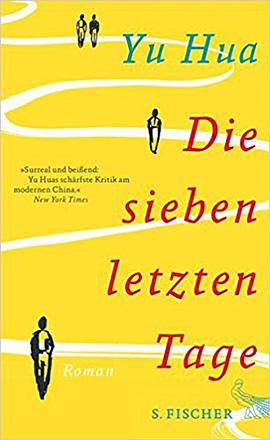 Yu Hua
Die
»Surreal und beißend:
Yu Huas schärfste Kritik am
modernen China.«
New York Times
sieben
letzten
Tage
Roman
S. FISCHER